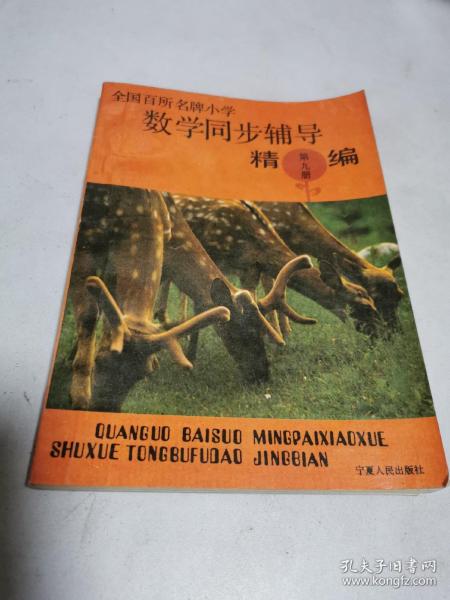 全国百所名牌小学
数学同步辅导
精 第九册 编
QUANGUO BAISUO MINGPAIXIAOXUE
SHUXUE TONGBUFUDAO JINGBIAN
宁夏人民出版社
孔夫子旧书网
www.kongfz.com